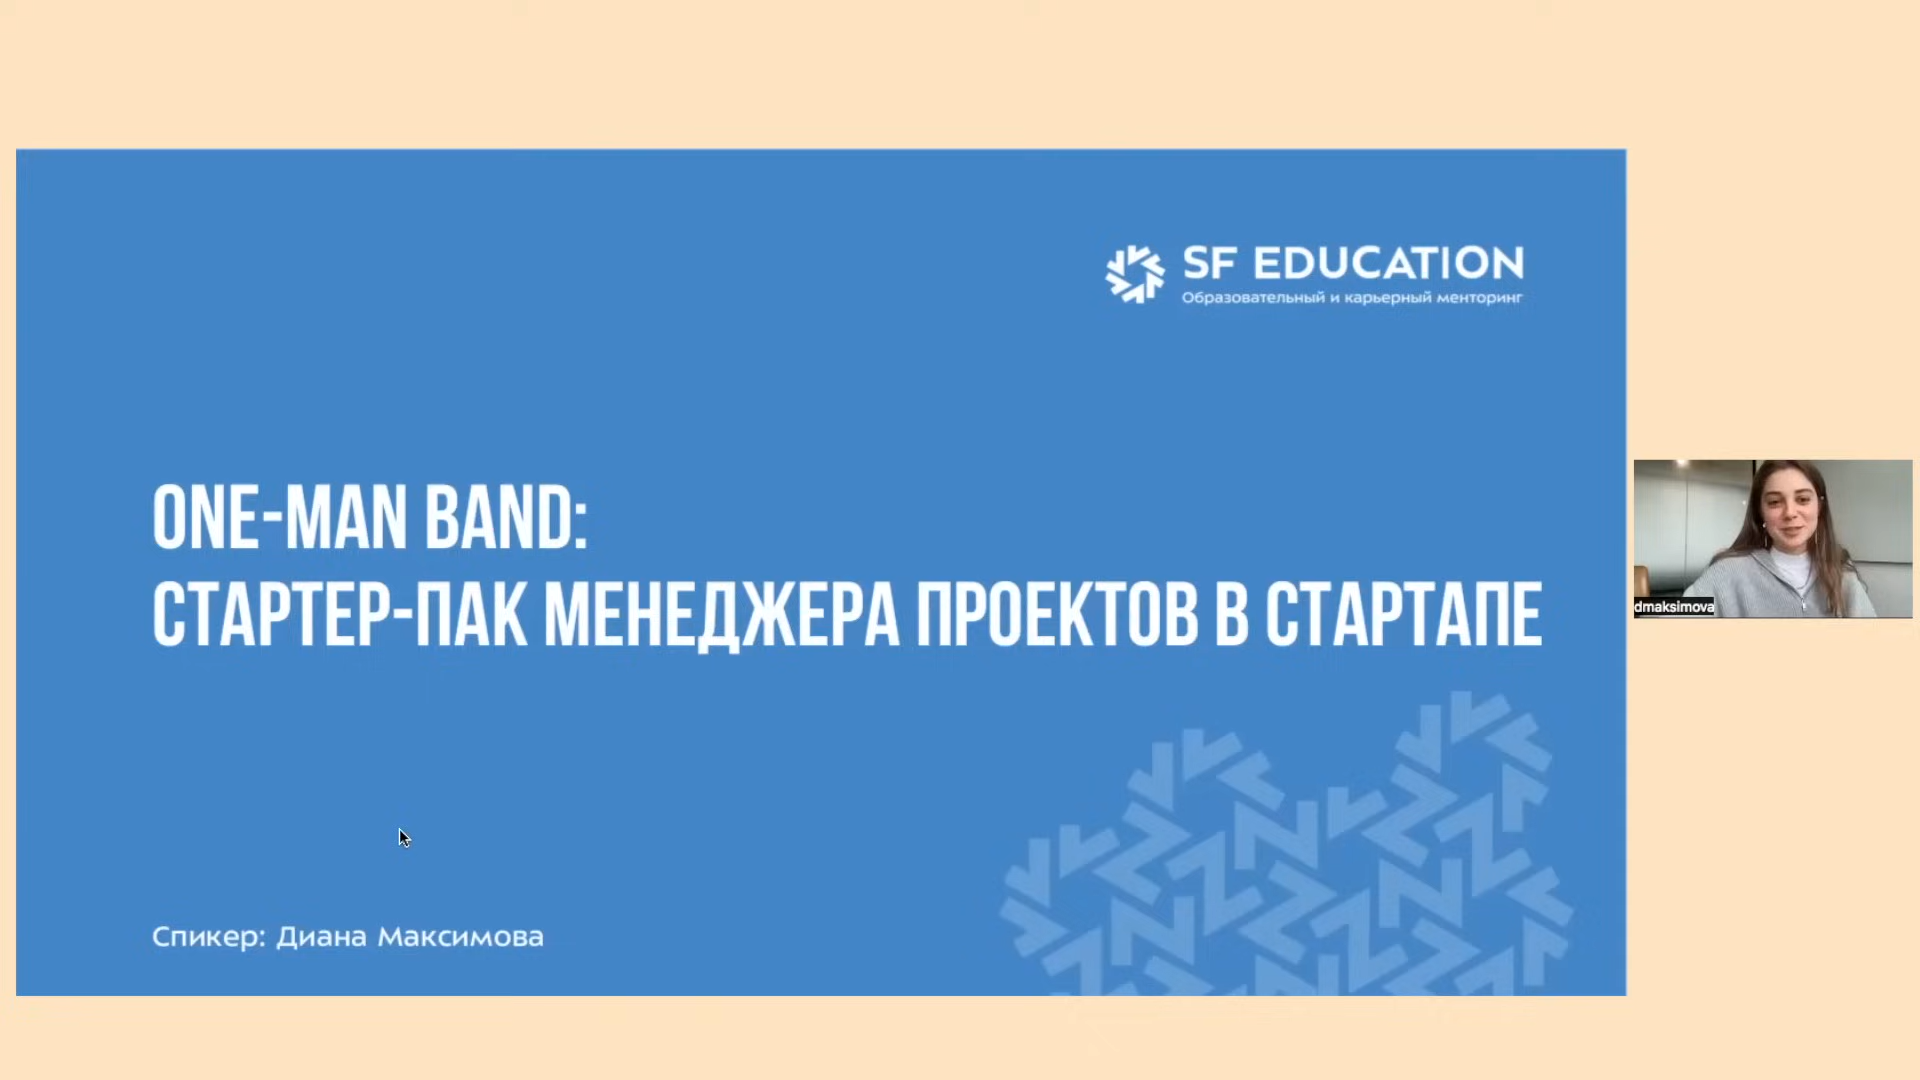 SF EDUCATION
Образовательный и карьерный менторинг
ONE-MAN BAND:
СТАРТЕР-ПАК МЕНЕДЖЕРА ПРОЕКТОВ В СТАРТАПЕ
Спикер: Диана Максимова
dmaksimova